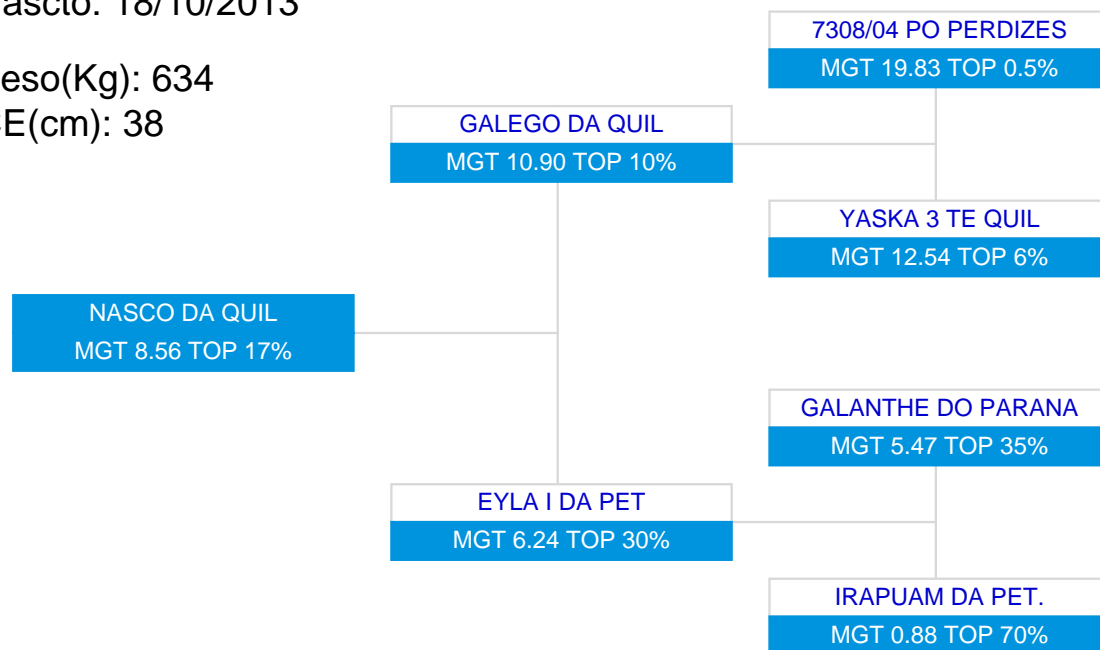 ascto: 18/10/2013
eso(Kg): 634
E(cm): 38
7308/04 PO PERDIZES
MGT 19.83 TOP 0.5%
GALEGO DA QUIL
MGT 10.90 TOP 10%
YASKA 3 TE QUIL
MGT 12.54 TOP 6%
NASCO DA QUIL
MGT 8.56 TOP 17%
GALANTHE DO PARANA
MGT 5.47 TOP 35%
EYLA I DA PET
MGT 6.24 TOP 30%
IRAPUAM DA PET.
MGT 0.88 TOP 70%